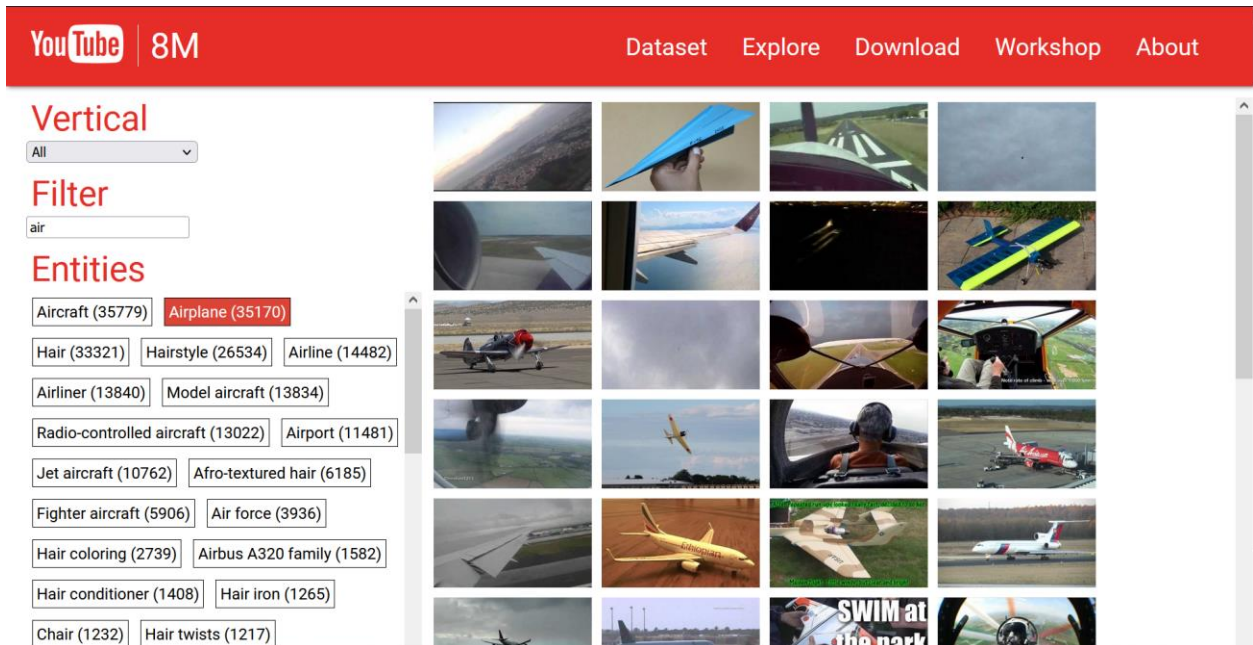 YouTube 8M
Dataset Explore Download Workshop About
Vertical
All
Filter
air
Entities
Aircraft (35779) Airplane (35170)
Hair (33321) Hairstyle (26534) Airline (14482)
Airliner (13840) Model aircraft (13834)
Radio-controlled aircraft (13022) Airport (11481)
Jet aircraft (10762) Afro-textured hair (6185)
Fighter aircraft (5906) Air force (3936)
Hair coloring (2739) Airbus A320 family (1582)
Hair conditioner (1408) Hair iron (1265)
Chair (1232) Hair twists (1217)
Ethiopian
SWIM at
the park